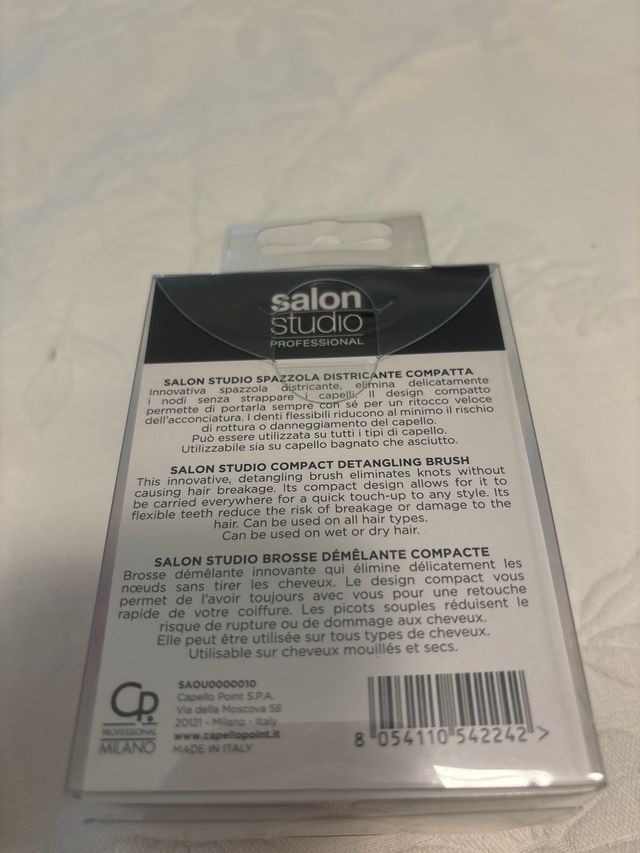 salon
studio
PROFESSIONAL
SALON STUDIO SPAZZOLA DISTRICANTE COMPATTA
Innovativa spazzola districante, elimina delicatamente
i nodi senza strappare i capelli. Il design compatto
permette di portarla sempre con sé per un ritocco veloce
dell'acconciatura. I denti flessibili riducono al minimo il rischio
di rottura o danneggiamento del capello.
Può essere utilizzata su tutti i tipi di capello.
Utilizzabile sia su capello bagnato che asciutto.
SALON STUDIO COMPACT DETANGLING BRUSH
This innovative, detangling brush eliminates knots without
causing hair breakage. Its compact design allows for it to
be carried everywhere for a quick touch-up to any style. Its
flexible teeth reduce the risk of breakage or damage to the
hair. Can be used on all hair types.
Can be used on wet or dry hair.
SALON STUDIO BROSSE DÉMÊLANTE COMPACTE
Brosse démêlante innovante qui élimine délicatement les
nœuds sans tirer les cheveux. Le design compact vous
permet de l'avoir toujours avec vous pour une retouche
rapide de votre coiffure. Les picots souples réduisent le
risque de rupture ou de dommage aux cheveux.
Elle peut être utilisée sur tous types de cheveux.
Utilisable sur cheveux mouillés et secs.
CP.
PROFESSIONAL
MILANO
SAOU0000010
Capello Point S.P.A.
Via della Moscova 58
20121 - Milano - Italy
www.capellopoint.it
MADE IN ITALY
8 054110 542242 >